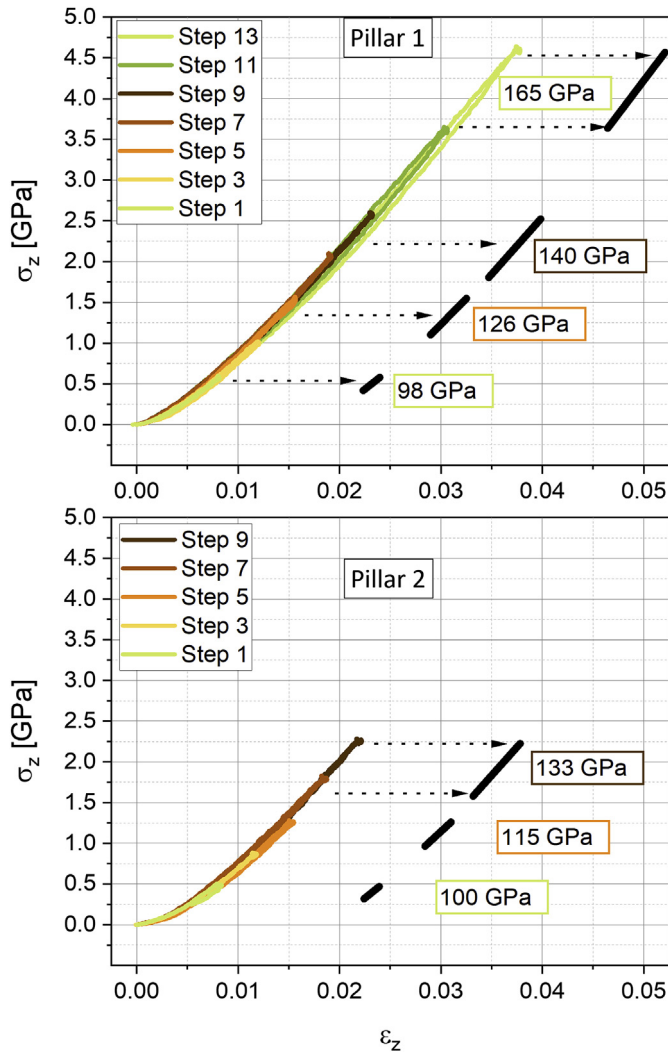 Pillar 1
Step 13
Step 11
Step 9
Step 7
Step 5
Step 3
Step 1
165 GPa
140 GPa
126 GPa
98 GPa
σz [GPa]
5.0
4.5
4.0
3.5
3.0
2.5
2.0
1.5
1.0
0.5
0.0
0.00 0.01 0.02 0.03 0.04 0.05
Pillar 2
Step 9
Step 7
Step 5
Step 3
Step 1
133 GPa
115 GPa
100 GPa
σz [GPa]
5.0
4.5
4.0
3.5
3.0
2.5
2.0
1.5
1.0
0.5
0.0
0.00 0.01 0.02 0.03 0.04 0.05
εz